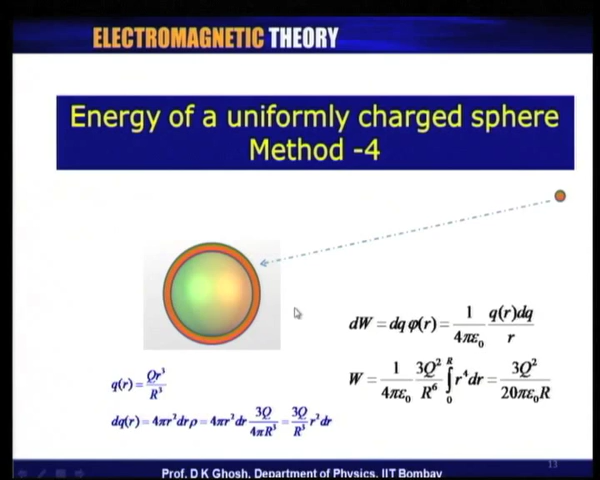 ELECTROMAGNETIC THEORY
Energy of a uniformly charged sphere
Method -4
dW = dq φ(r) = 1/4πε₀ q(r)dq/r
q(r) = Qr³/R³
W = 1/4πε₀ 3Q²/R⁶ ∫₀ᴿ r⁴dr = 3Q²/20πε₀R
dq(r) = 4πr²drρ = 4πr²dr 3Q/4πR³ = 3Q/R³ r²dr
13
Prof. D K Ghosh, Department of Physics, IIT Bombay